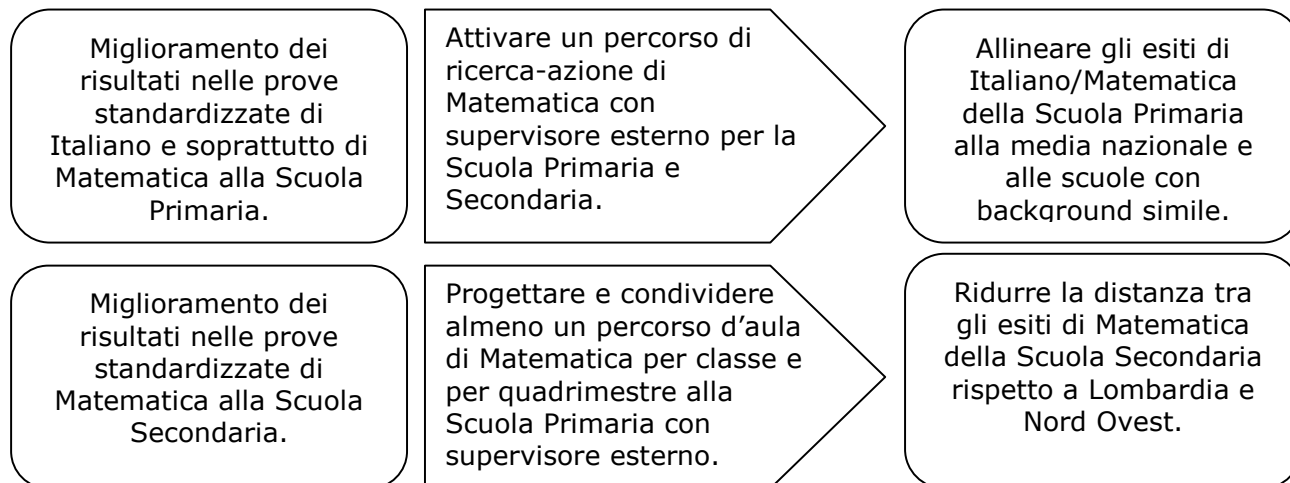 Miglioramento dei
risultati nelle prove
standardizzate di
Italiano e soprattutto di
Matematica alla Scuola
Primaria.
Attivare un percorso di
ricerca-azione di
Matematica con
supervisore esterno per la
Scuola Primaria e
Secondaria.
Allineare gli esiti di
Italiano/Matematica
della Scuola Primaria
alla media nazionale e
alle scuole con
background simile.
Miglioramento dei
risultati nelle prove
standardizzate di
Matematica alla Scuola
Secondaria.
Progettare e condividere
almeno un percorso d’aula
di Matematica per classe e
per quadrimestre alla
Scuola Primaria con
supervisore esterno.
Ridurre la distanza tra
gli esiti di Matematica
della Scuola Secondaria
rispetto a Lombardia e
Nord Ovest.